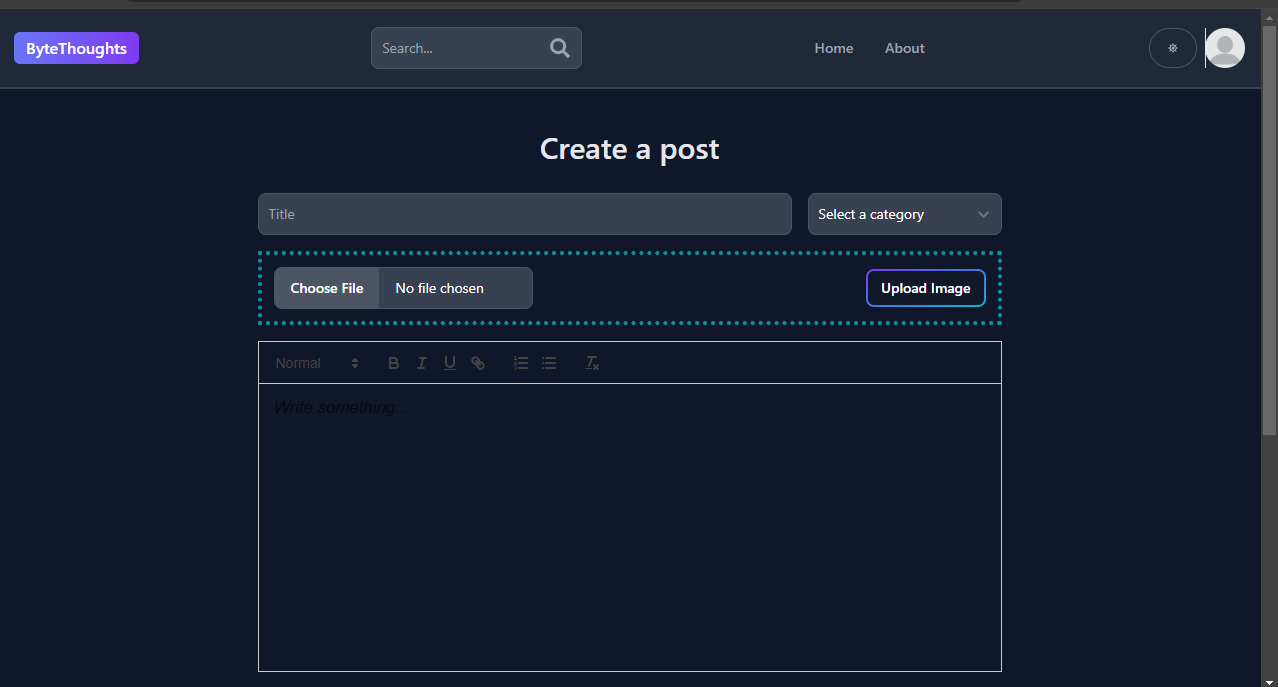 ByteThoughts
Search...
Home
About
Create a post
Title
Select a category
Choose File
No file chosen
Upload Image
Normal
B I U
Write something...